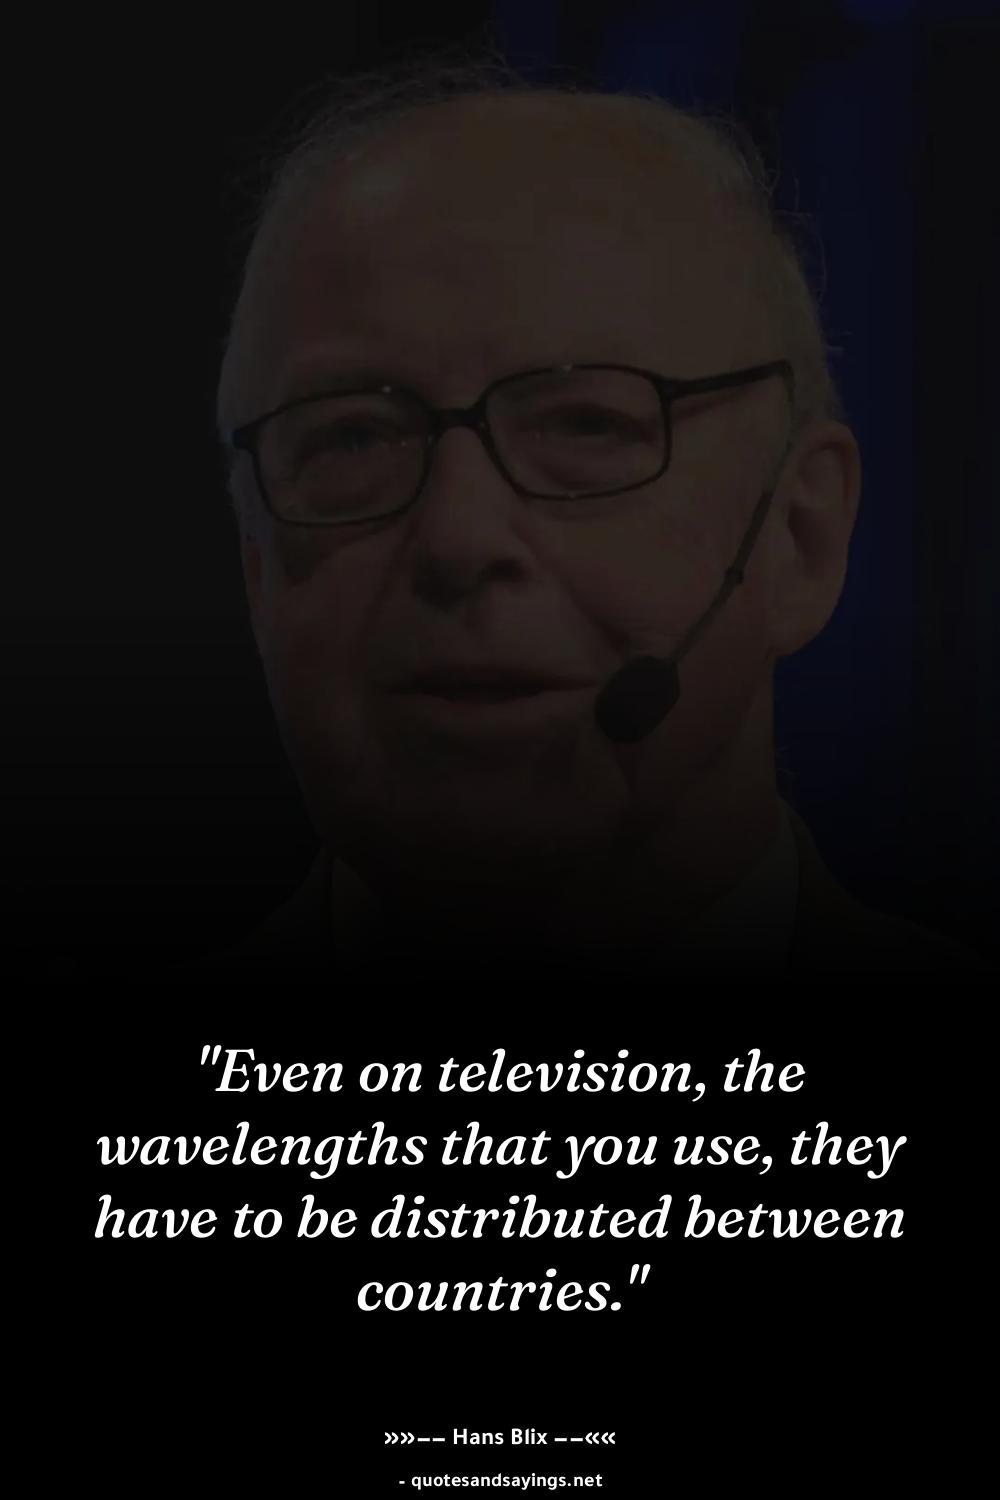 "Even on television, the
wavelengths that you use, they
have to be distributed between
countries."
»»–– Hans Blix ––««
- quotesandsayings.net